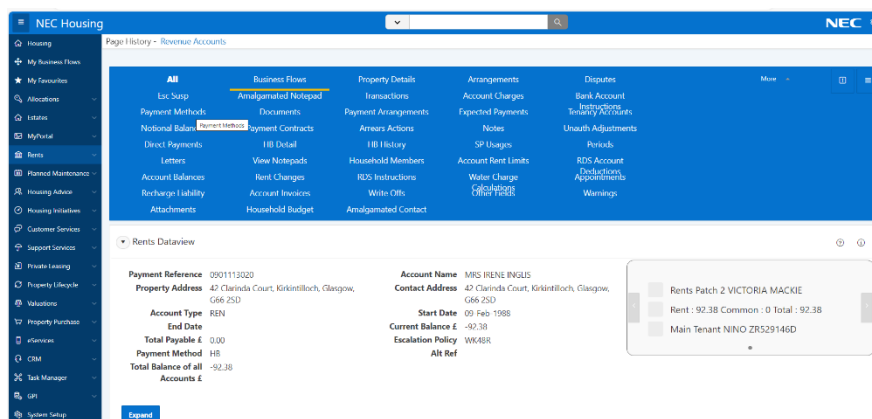 NEC Housing
NEC
Housing
Page History - Revenue Accounts
My Business Flows
My Favourites
Allocations
Estates
MyPortal
Rents
Planned Maintenance
Housing Advice
Housing Initiatives
Customer Services
Support Services
Private Leasing
Property Lifecycle
Valuations
Property Purchase
eServices
CRM
Task Manager
GPI
System Setup
All Business Flows Property Details Arrangements Disputes More
Esc Susp Amalgamated Notepad Transactions Account Charges Bank Account Instructions
Payment Methods Documents Payment Arrangements Expected Payments Tenancy Accounts
Notional Balan Payment Methods Payment Contracts Arrears Actions Notes Unauth Adjustments
Direct Payments HB Detail HB History SP Usages Periods
Letters View Notepads Household Members Account Rent Limits RDS Account Deductions
Account Balances Rent Changes RDS Instructions Water Charge Calculations Appointments
Recharge Liability Account Invoices Write Offs Other Fields Warnings
Attachments Household Budget Amalgamated Contact
Rents Dataview
Payment Reference 0901113020 Account Name MRS IRENE INGLIS
Property Address 42 Clarinda Court, Kirkintilloch, Glasgow, G66 2SD Contact Address 42 Clarinda Court, Kirkintilloch, Glasgow, G66 2SD
Account Type REN Start Date 09 Feb 1988
End Date Current Balance £ -92.38
Total Payable £ 0.00 Escalation Policy WK48R
Payment Method HB Alt Ref
Total Balance of all Accounts £ -92.38
Rents Patch 2 VICTORIA MACKIE
Rent : 92.38 Common : 0 Total : 92.38
Main Tenant NINO ZR529146D
Expand